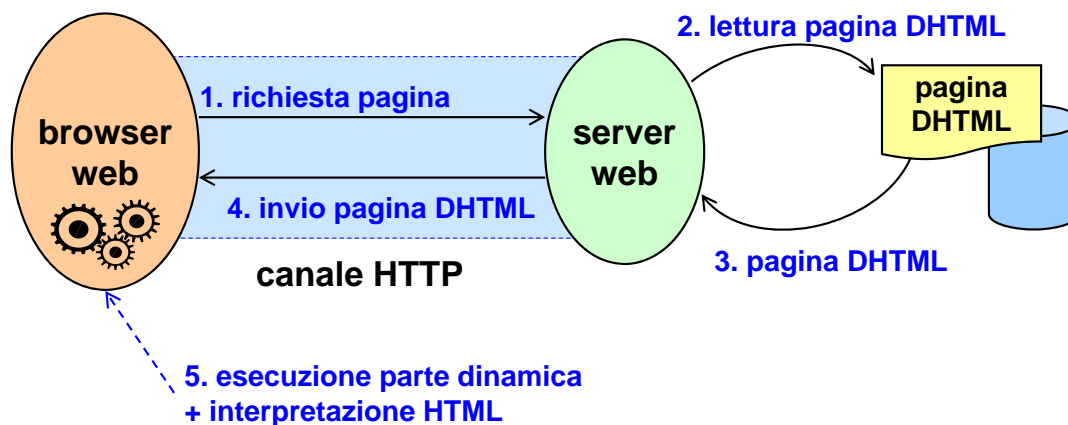 2. lettura pagina DHTML
1. richiesta pagina
pagina
DHTML
browser
web
server
web
4. invio pagina DHTML
3. pagina DHTML
canale HTTP
5. esecuzione parte dinamica
+ interpretazione HTML